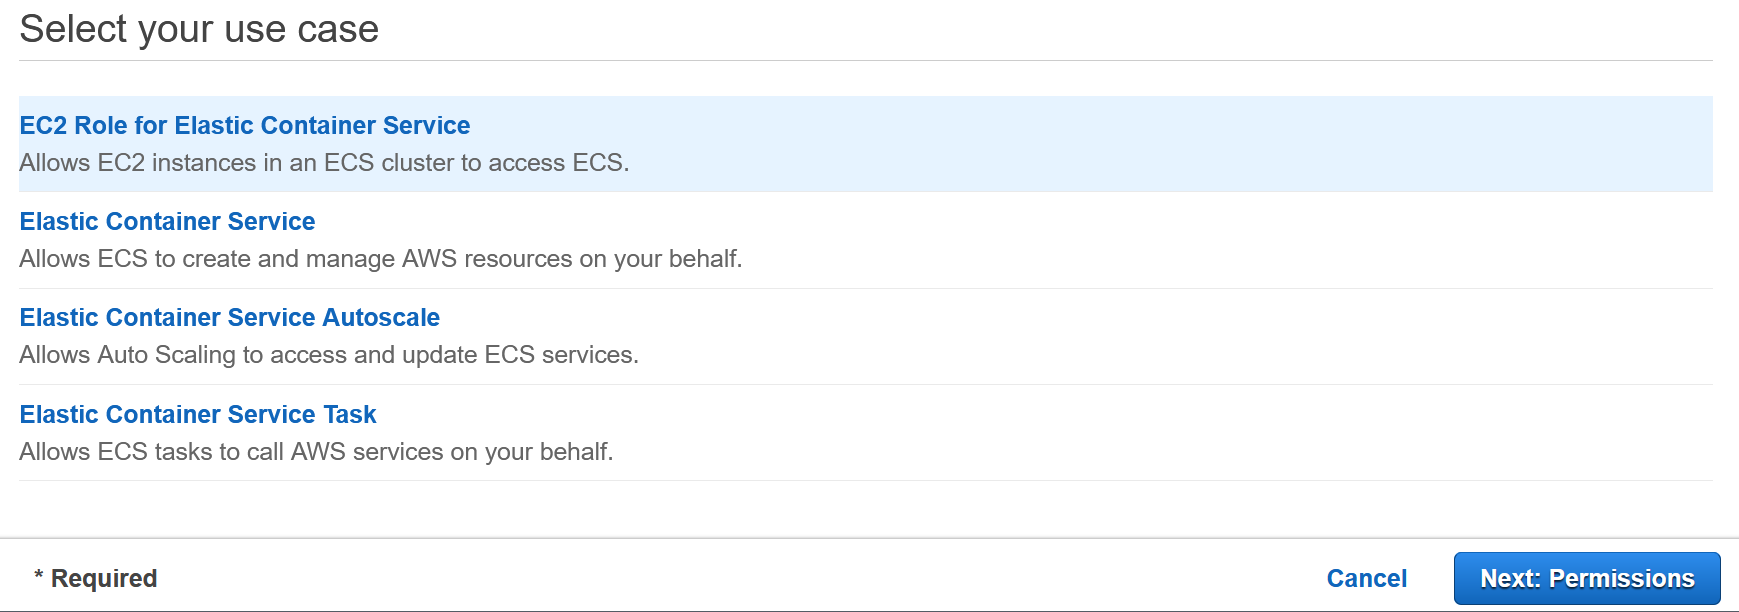 Select your use case
EC2 Role for Elastic Container Service
Allows EC2 instances in an ECS cluster to access ECS.
Elastic Container Service
Allows ECS to create and manage AWS resources on your behalf.
Elastic Container Service Autoscale
Allows Auto Scaling to access and update ECS services.
Elastic Container Service Task
Allows ECS tasks to call AWS services on your behalf.
* Required
Cancel
Next: Permissions